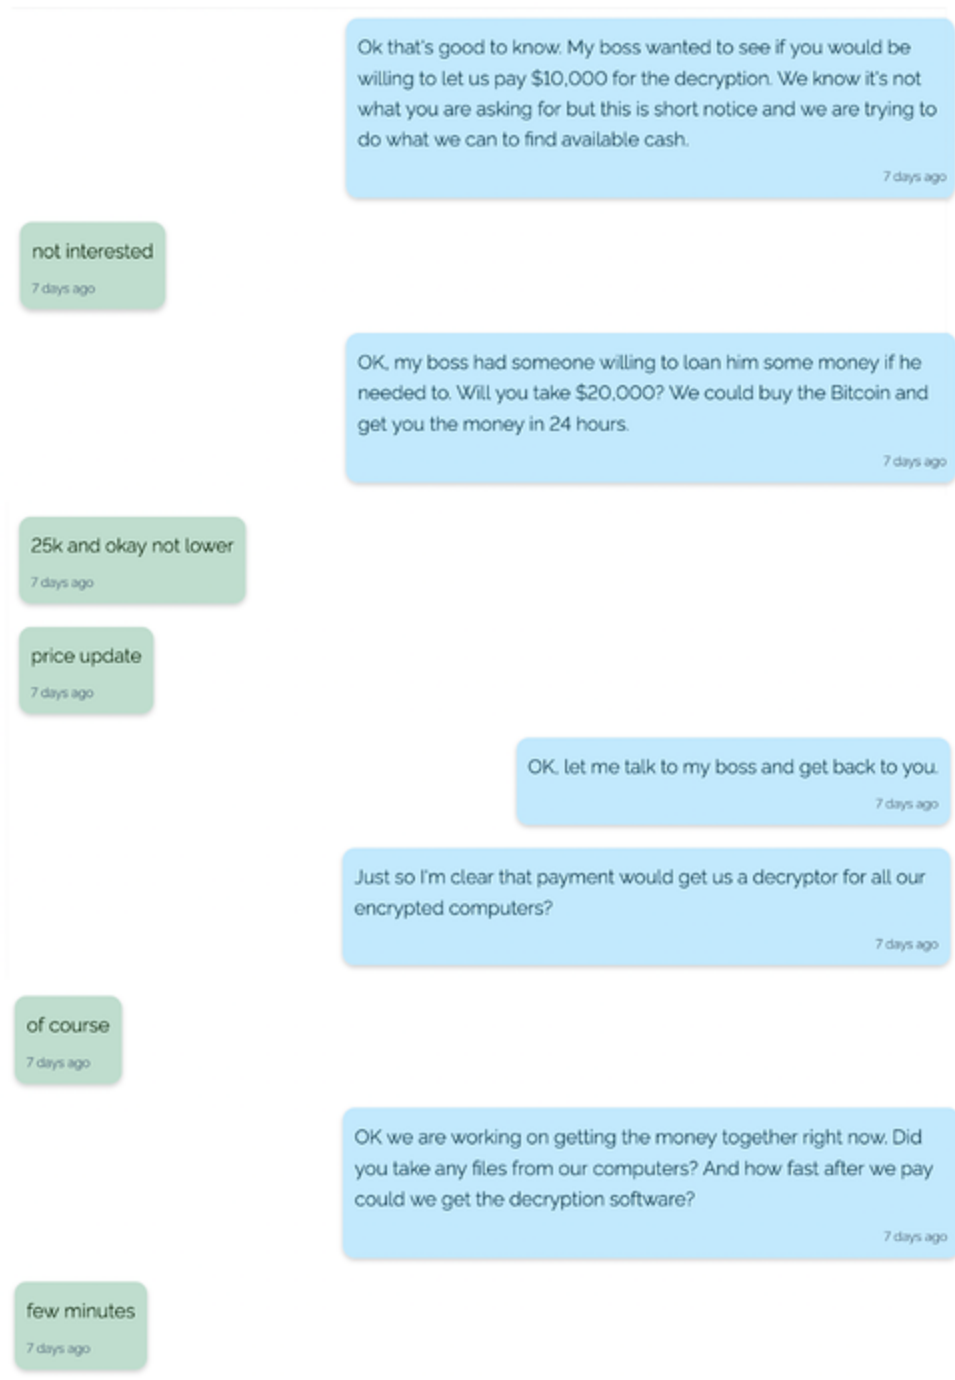 Ok that's good to know. My boss wanted to see if you would be
willing to let us pay $10,000 for the decryption. We know it's not
what you are asking for but this is short notice and we are trying to
do what we can to find available cash.
7 days ago
not interested
7 days ago
OK, my boss had someone willing to loan him some money if he
needed to. Will you take $20,000? We could buy the Bitcoin and
get you the money in 24 hours.
7 days ago
25k and okay not lower
7 days ago
price update
7 days ago
OK, let me talk to my boss and get back to you.
7 days ago
Just so I'm clear that payment would get us a decryptor for all our
encrypted computers?
7 days ago
of course
7 days ago
OK we are working on getting the money together right now. Did
you take any files from our computers? And how fast after we pay
could we get the decryption software?
7 days ago
few minutes
7 days ago